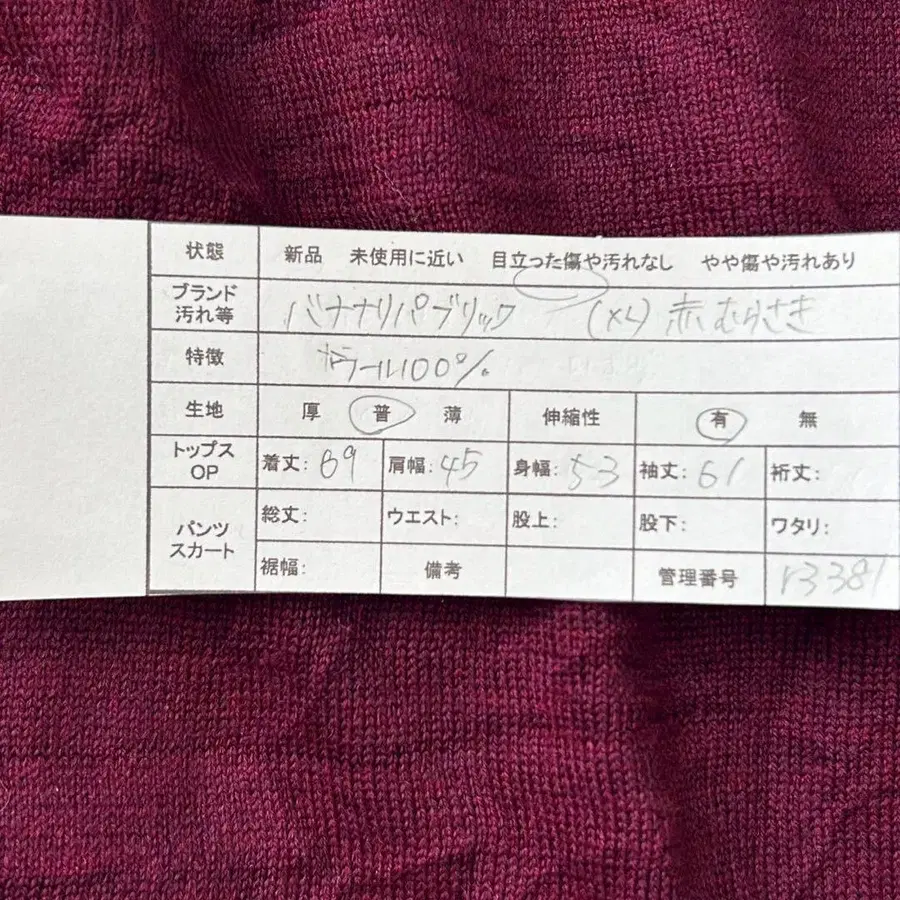 状態 新品 未使用に近い 目立った傷や汚れなし やや傷や汚れあり
ブランド
汚れ等 バナナリパブリック (XL) 赤むらさき
特徴 ウール100%
生地 厚 普 薄 伸縮性 有 無
トップス
OP 着丈: 69 肩幅: 45 身幅: 53 袖丈: 61 裄丈:
パンツ
スカート 総丈: ウエスト: 股上: 股下: ワタリ:
裾幅: 備考 管理番号 r3381